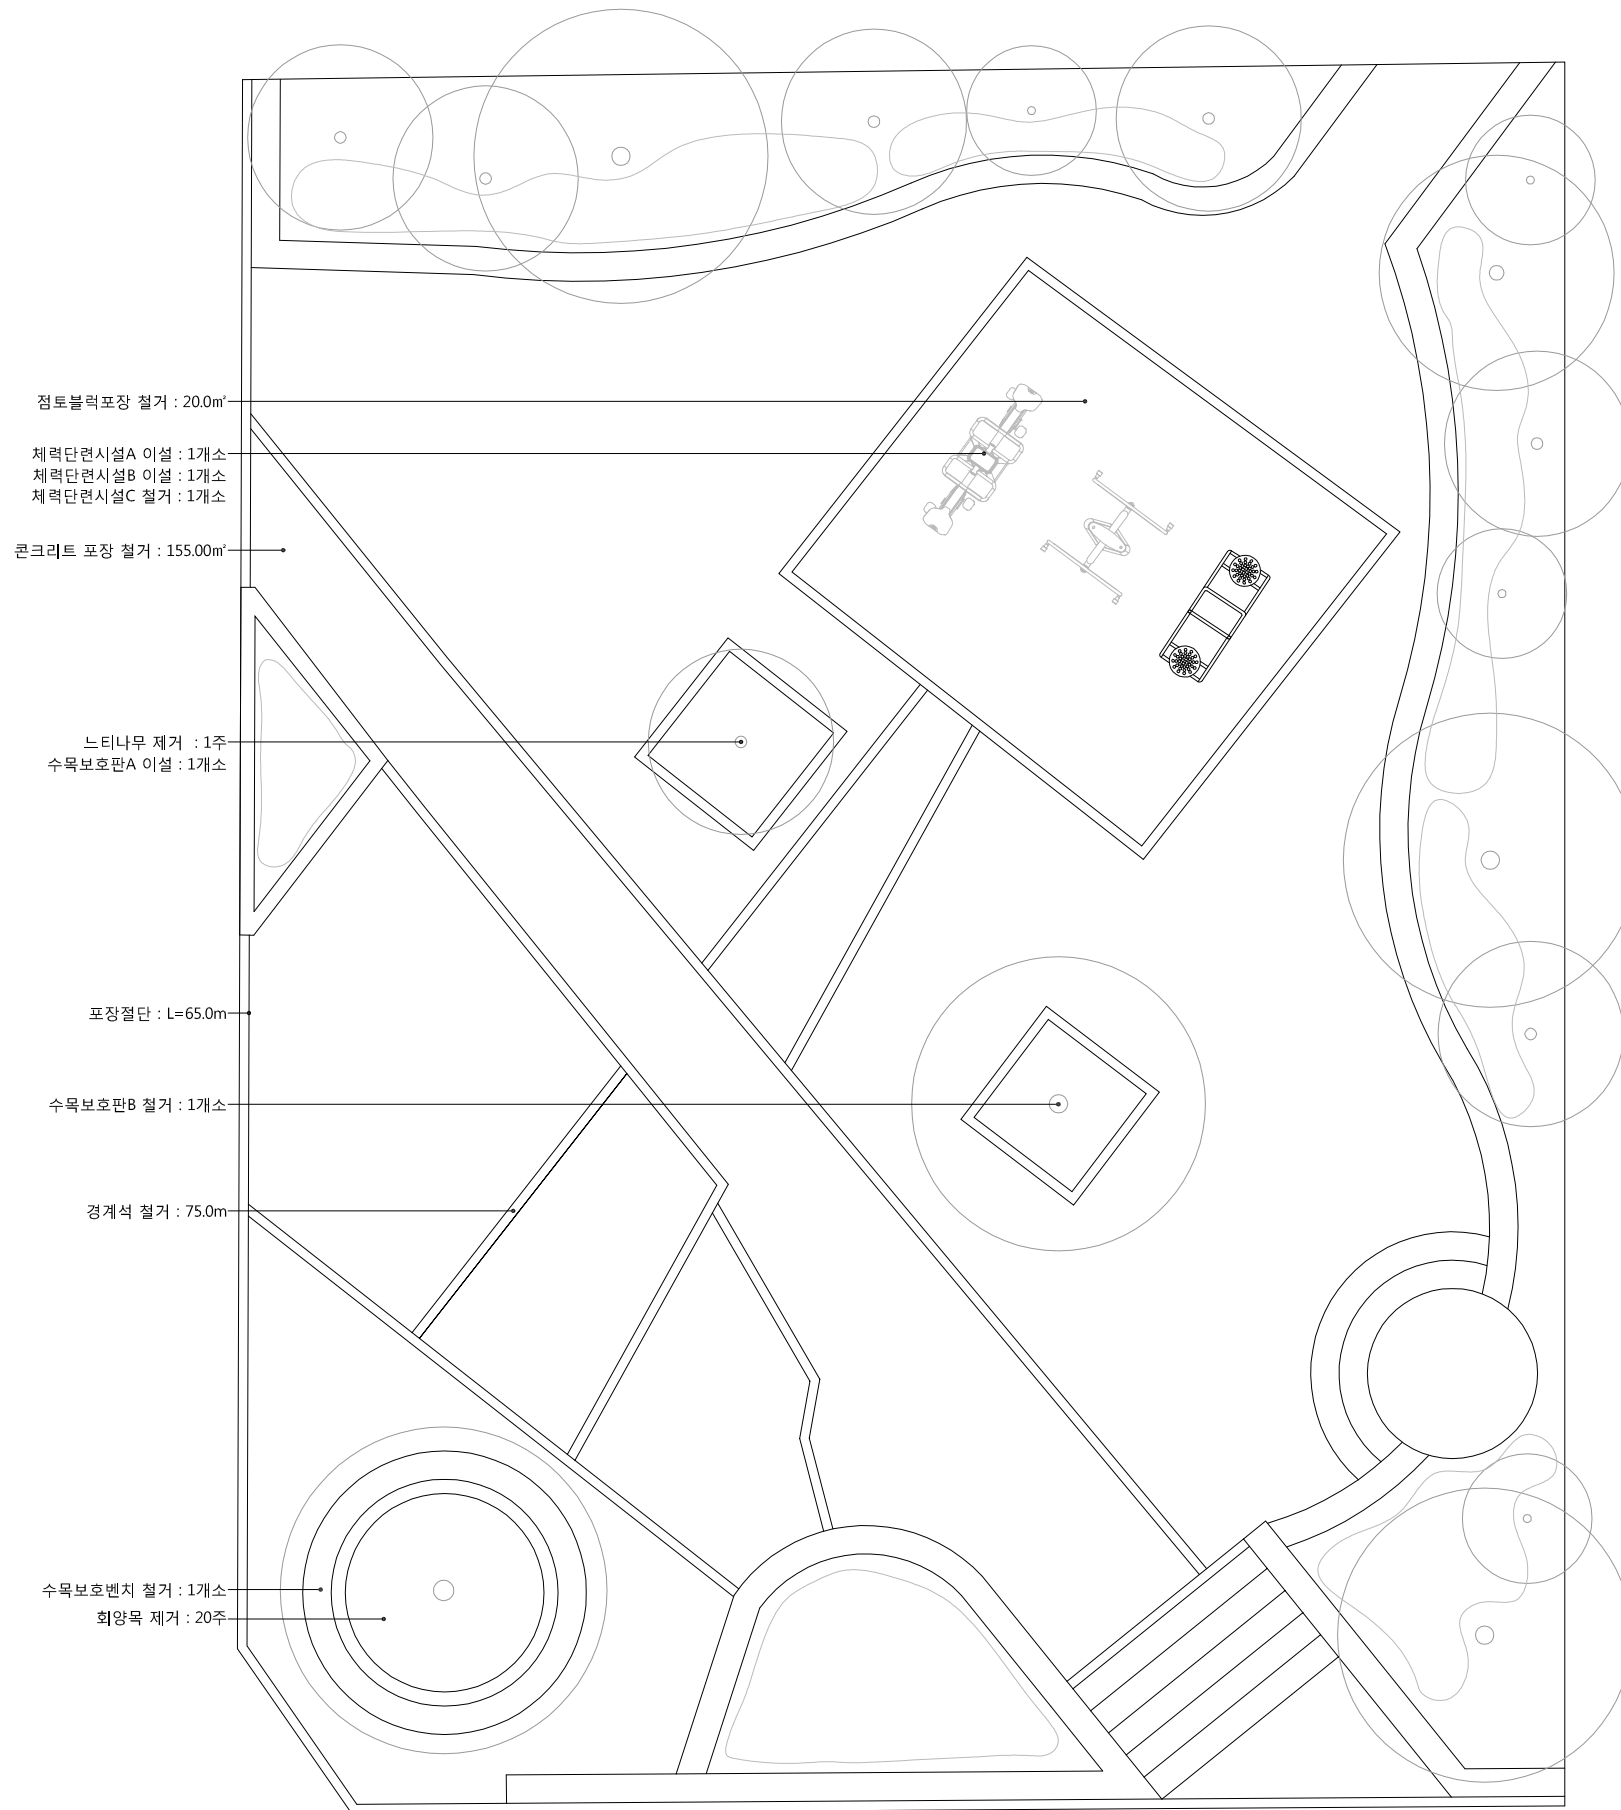 점토블럭포장 철거 : 20.0㎡
체력단련시설A 이설 : 1개소
체력단련시설B 이설 : 1개소
체력단련시설C 철거 : 1개소
콘크리트 포장 철거 : 155.00㎡
느티나무 제거 : 1주
수목보호판A 이설 : 1개소
포장절단 : L=65.0m
수목보호판B 철거 : 1개소
경계석 철거 : 75.0m
수목보호벤치 철거 : 1개소
회양목 제거 : 20주